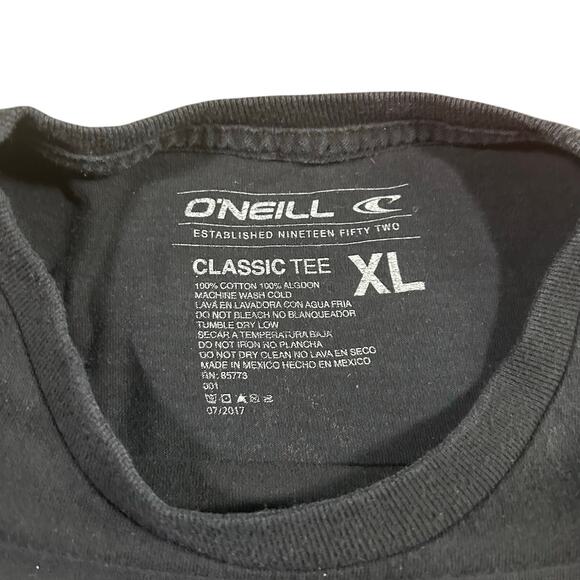 O'NEILL
ESTABLISHED NINETEEN FIFTY TWO
CLASSIC TEE XL
100% COTTON 100% ALGDON
MACHINE WASH COLD
LAVA EN LAVADORA CON AGUA FRIA
DO NOT BLEACH NO BLANQUEADOR
TUMBLE DRY LOW
SECAR A TEMPERATURA BAJA
DO NOT IRON NO PLANCHA
DO NOT DRY CLEAN NO LAVA EN SECO
MADE IN MEXICO HECHO EN MEXICO
RN: 85773
001
07/2017